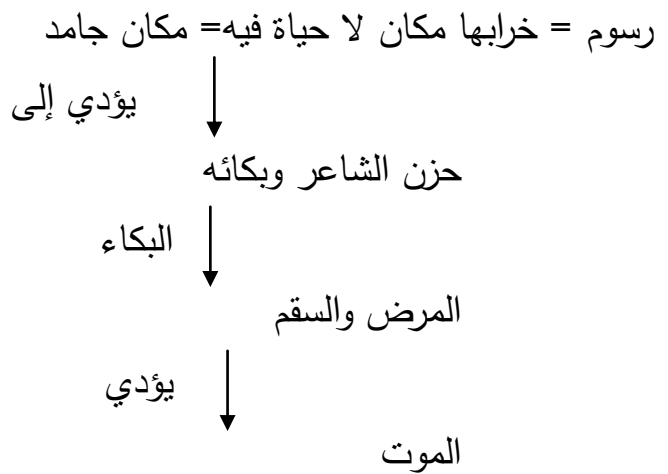 رسوم = خرابها مكان لا حياة فيه= مكان جامد
يؤدي إلى
حزن الشاعر وبكائه
البكاء
المرض والسقم
يؤدي
الموت